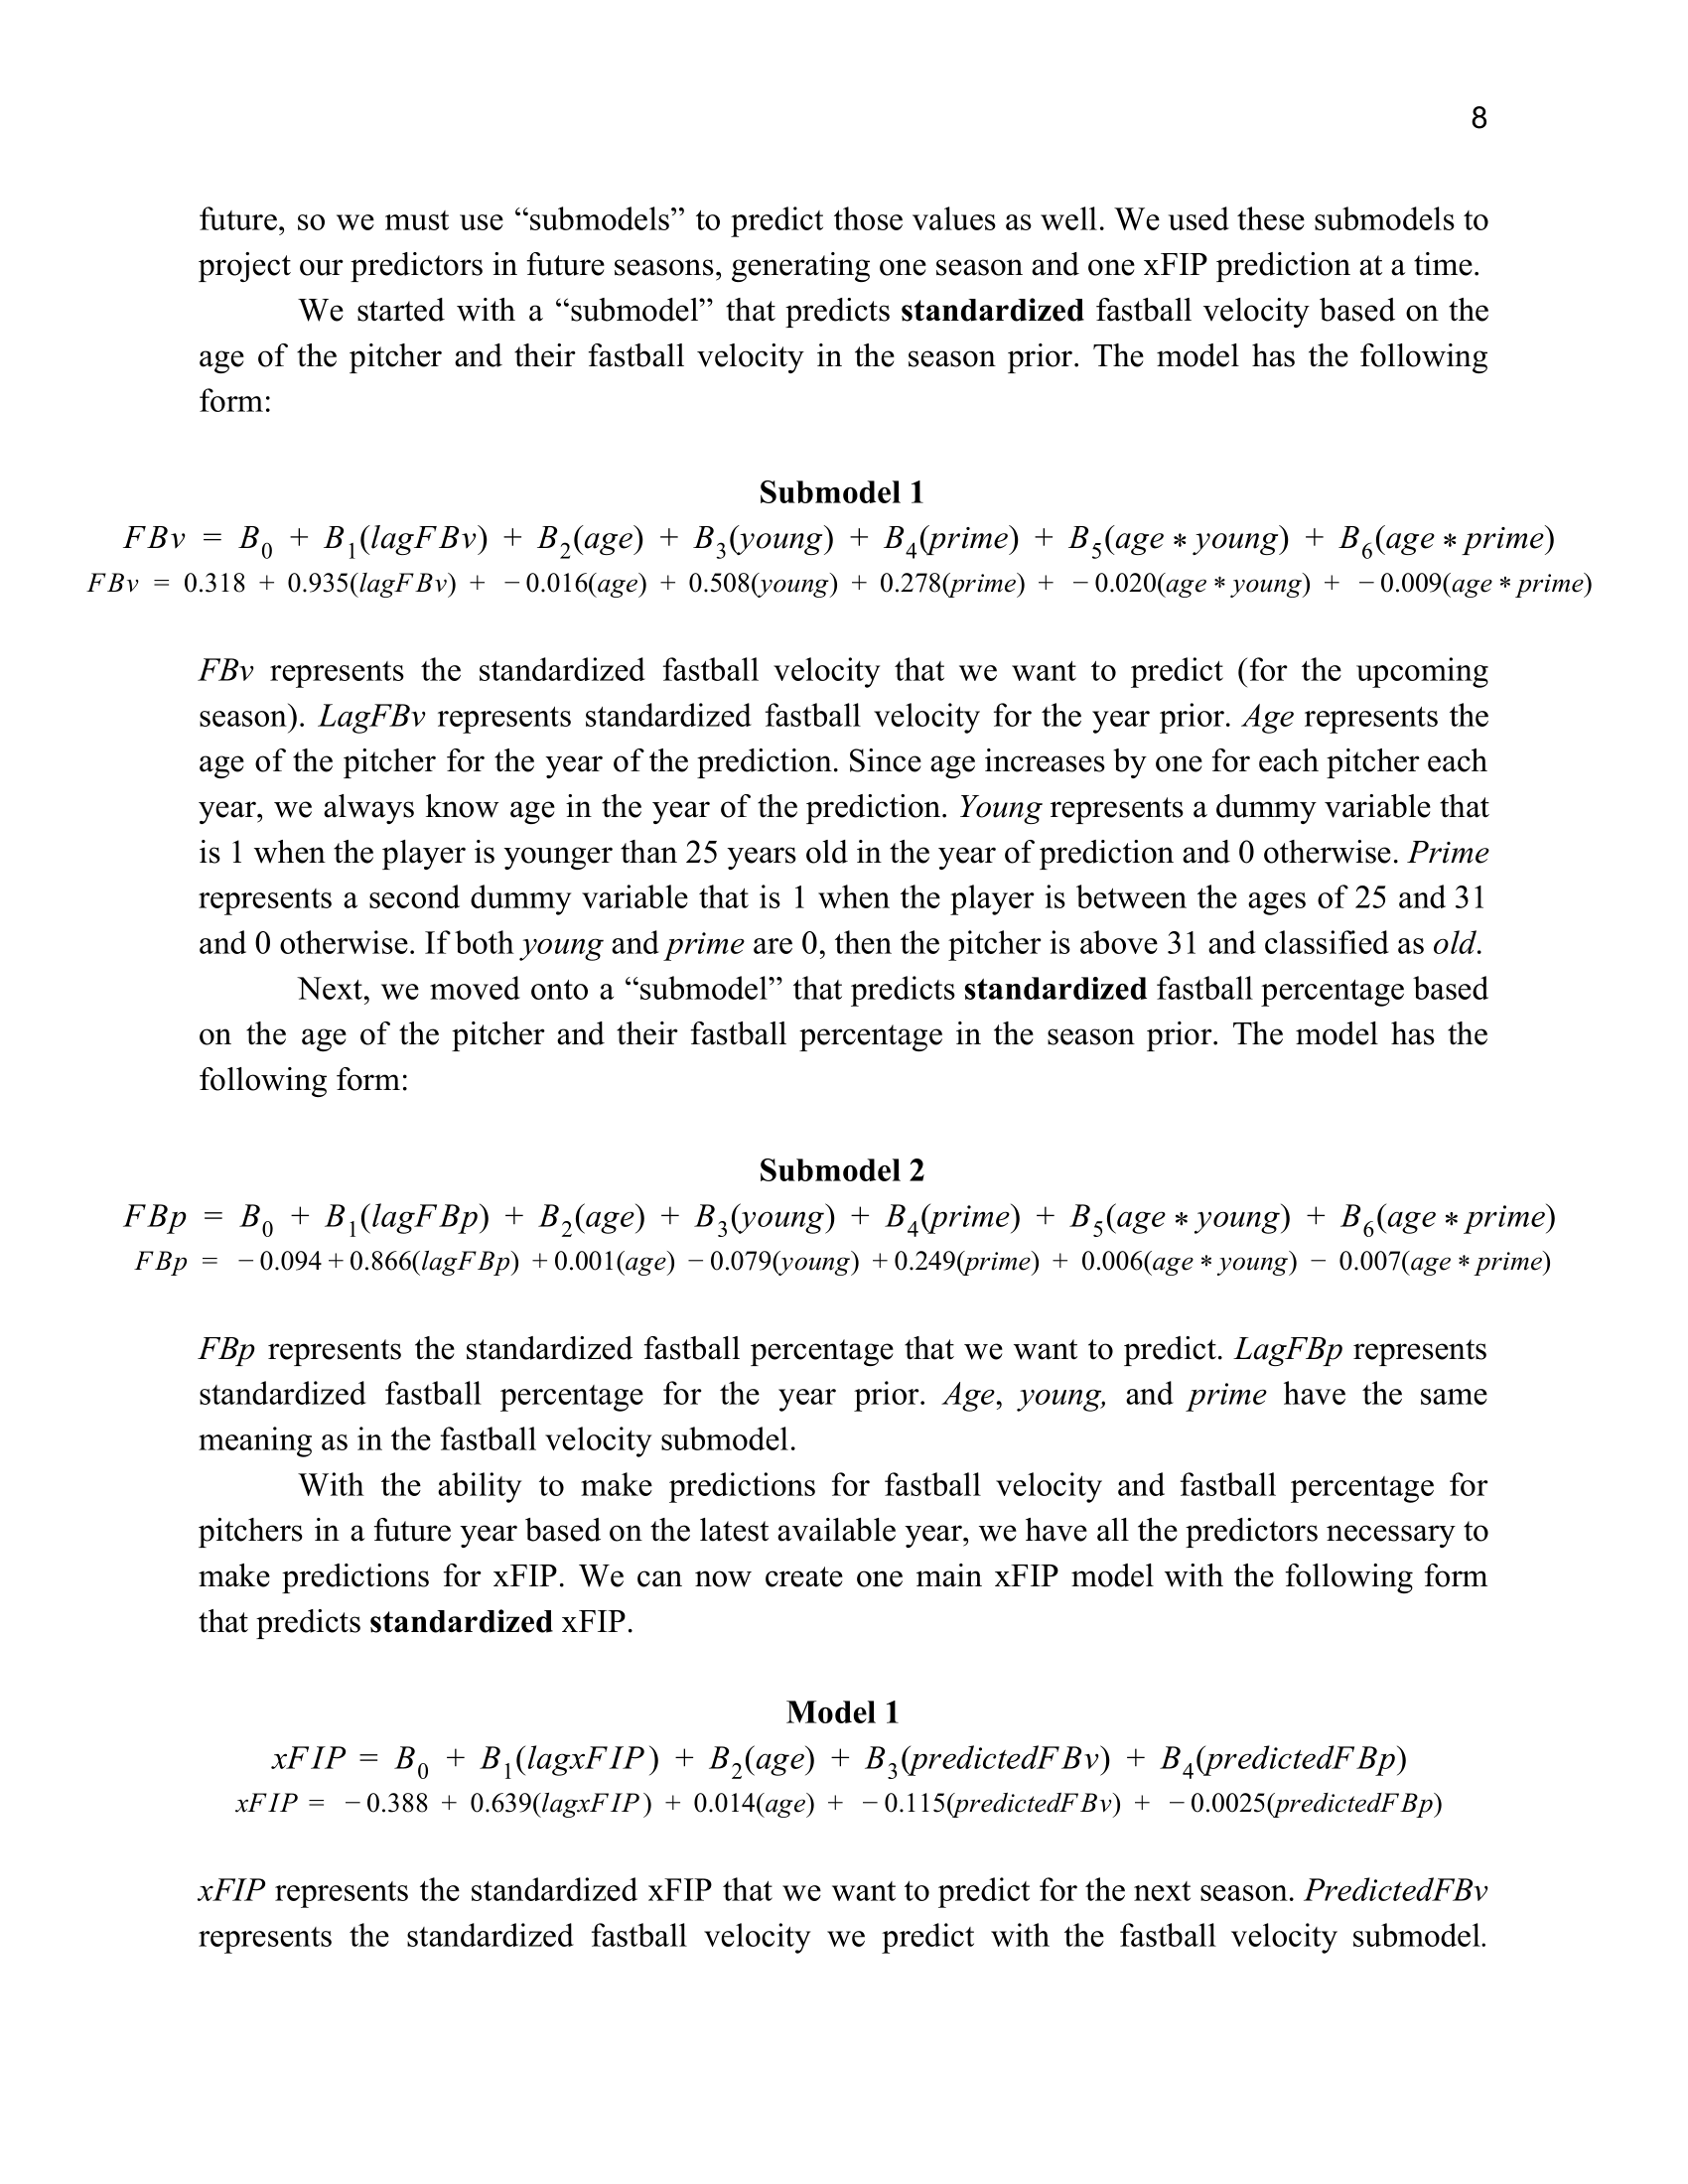 8
future, so we must use “submodels” to predict those values as well. We used these submodels to
project our predictors in future seasons, generating one season and one xFIP prediction at a time.
We started with a “submodel” that predicts standardized fastball velocity based on the
age of the pitcher and their fastball velocity in the season prior. The model has the following
form:
Submodel 1
FBv = B₀ + B₁(lagFBv) + B₂(age) + B₃(young) + B₄(prime) + B₅(age * young) + B₆(age * prime)
FBv = 0.318 + 0.935(lagFBv) + −0.016(age) + 0.508(young) + 0.278(prime) + −0.020(age * young) + −0.009(age * prime)
FBv represents the standardized fastball velocity that we want to predict (for the upcoming
season). LagFBv represents standardized fastball velocity for the year prior. Age represents the
age of the pitcher for the year of the prediction. Since age increases by one for each pitcher each
year, we always know age in the year of the prediction. Young represents a dummy variable that
is 1 when the player is younger than 25 years old in the year of prediction and 0 otherwise. Prime
represents a second dummy variable that is 1 when the player is between the ages of 25 and 31
and 0 otherwise. If both young and prime are 0, then the pitcher is above 31 and classified as old.
Next, we moved onto a “submodel” that predicts standardized fastball percentage based
on the age of the pitcher and their fastball percentage in the season prior. The model has the
following form:
Submodel 2
FBp = B₀ + B₁(lagFBp) + B₂(age) + B₃(young) + B₄(prime) + B₅(age * young) + B₆(age * prime)
FBp = −0.094 + 0.866(lagFBp) + 0.001(age) − 0.079(young) + 0.249(prime) + 0.006(age * young) − 0.007(age * prime)
FBp represents the standardized fastball percentage that we want to predict. LagFBp represents
standardized fastball percentage for the year prior. Age, young, and prime have the same
meaning as in the fastball velocity submodel.
With the ability to make predictions for fastball velocity and fastball percentage for
pitchers in a future year based on the latest available year, we have all the predictors necessary to
make predictions for xFIP. We can now create one main xFIP model with the following form
that predicts standardized xFIP.
Model 1
xFIP = B₀ + B₁(lagxFIP) + B₂(age) + B₃(predictedFBv) + B₄(predictedFBp)
xFIP = −0.388 + 0.639(lagxFIP) + 0.014(age) + −0.115(predictedFBv) + −0.0025(predictedFBp)
xFIP represents the standardized xFIP that we want to predict for the next season. PredictedFBv
represents the standardized fastball velocity we predict with the fastball velocity submodel.